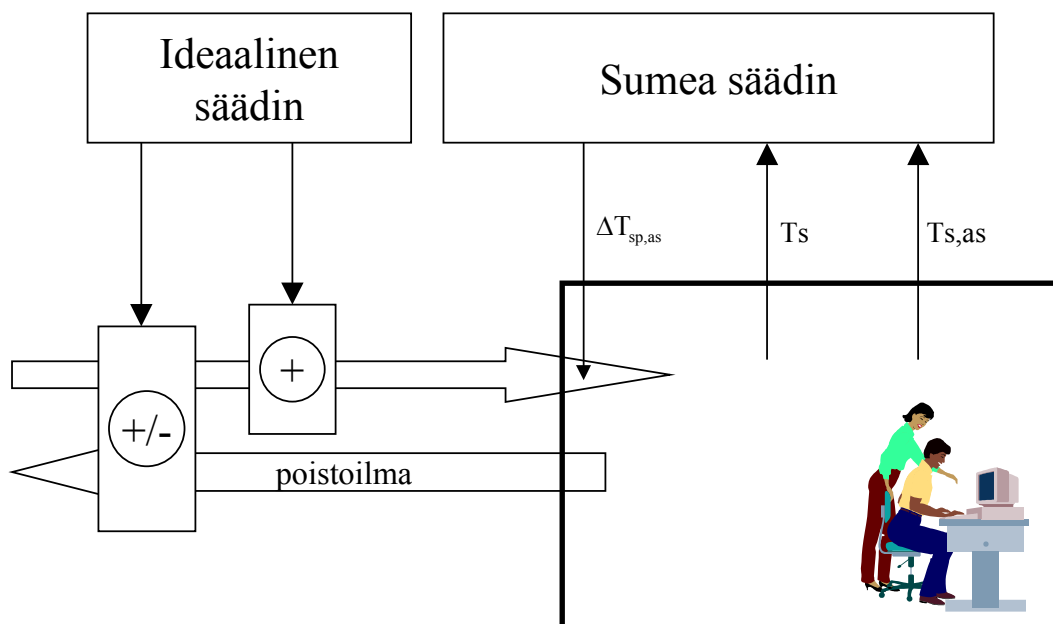 Ideaalinen
säädin
Sumea säädin
ΔTsp,as
Ts
Ts,as
+
+/-
poistoilma